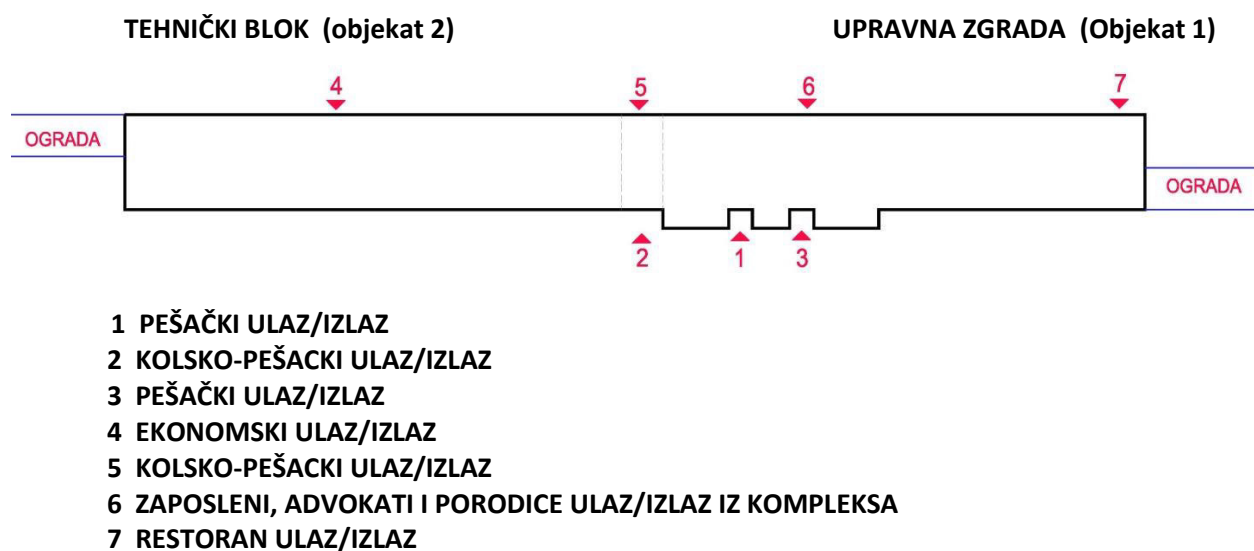 TEHNIČKI BLOK (objekat 2) UPRAVNA ZGRADA (Objekat 1)
4 5 6 7
OGRADA
OGRADA
2 1 3
1 PEŠAČKI ULAZ/IZLAZ
2 KOLSKO-PEŠACKI ULAZ/IZLAZ
3 PEŠAČKI ULAZ/IZLAZ
4 EKONOMSKI ULAZ/IZLAZ
5 KOLSKO-PEŠACKI ULAZ/IZLAZ
6 ZAPOSLENI, ADVOKATI I PORODICE ULAZ/IZLAZ IZ KOMPLEKSA
7 RESTORAN ULAZ/IZLAZ